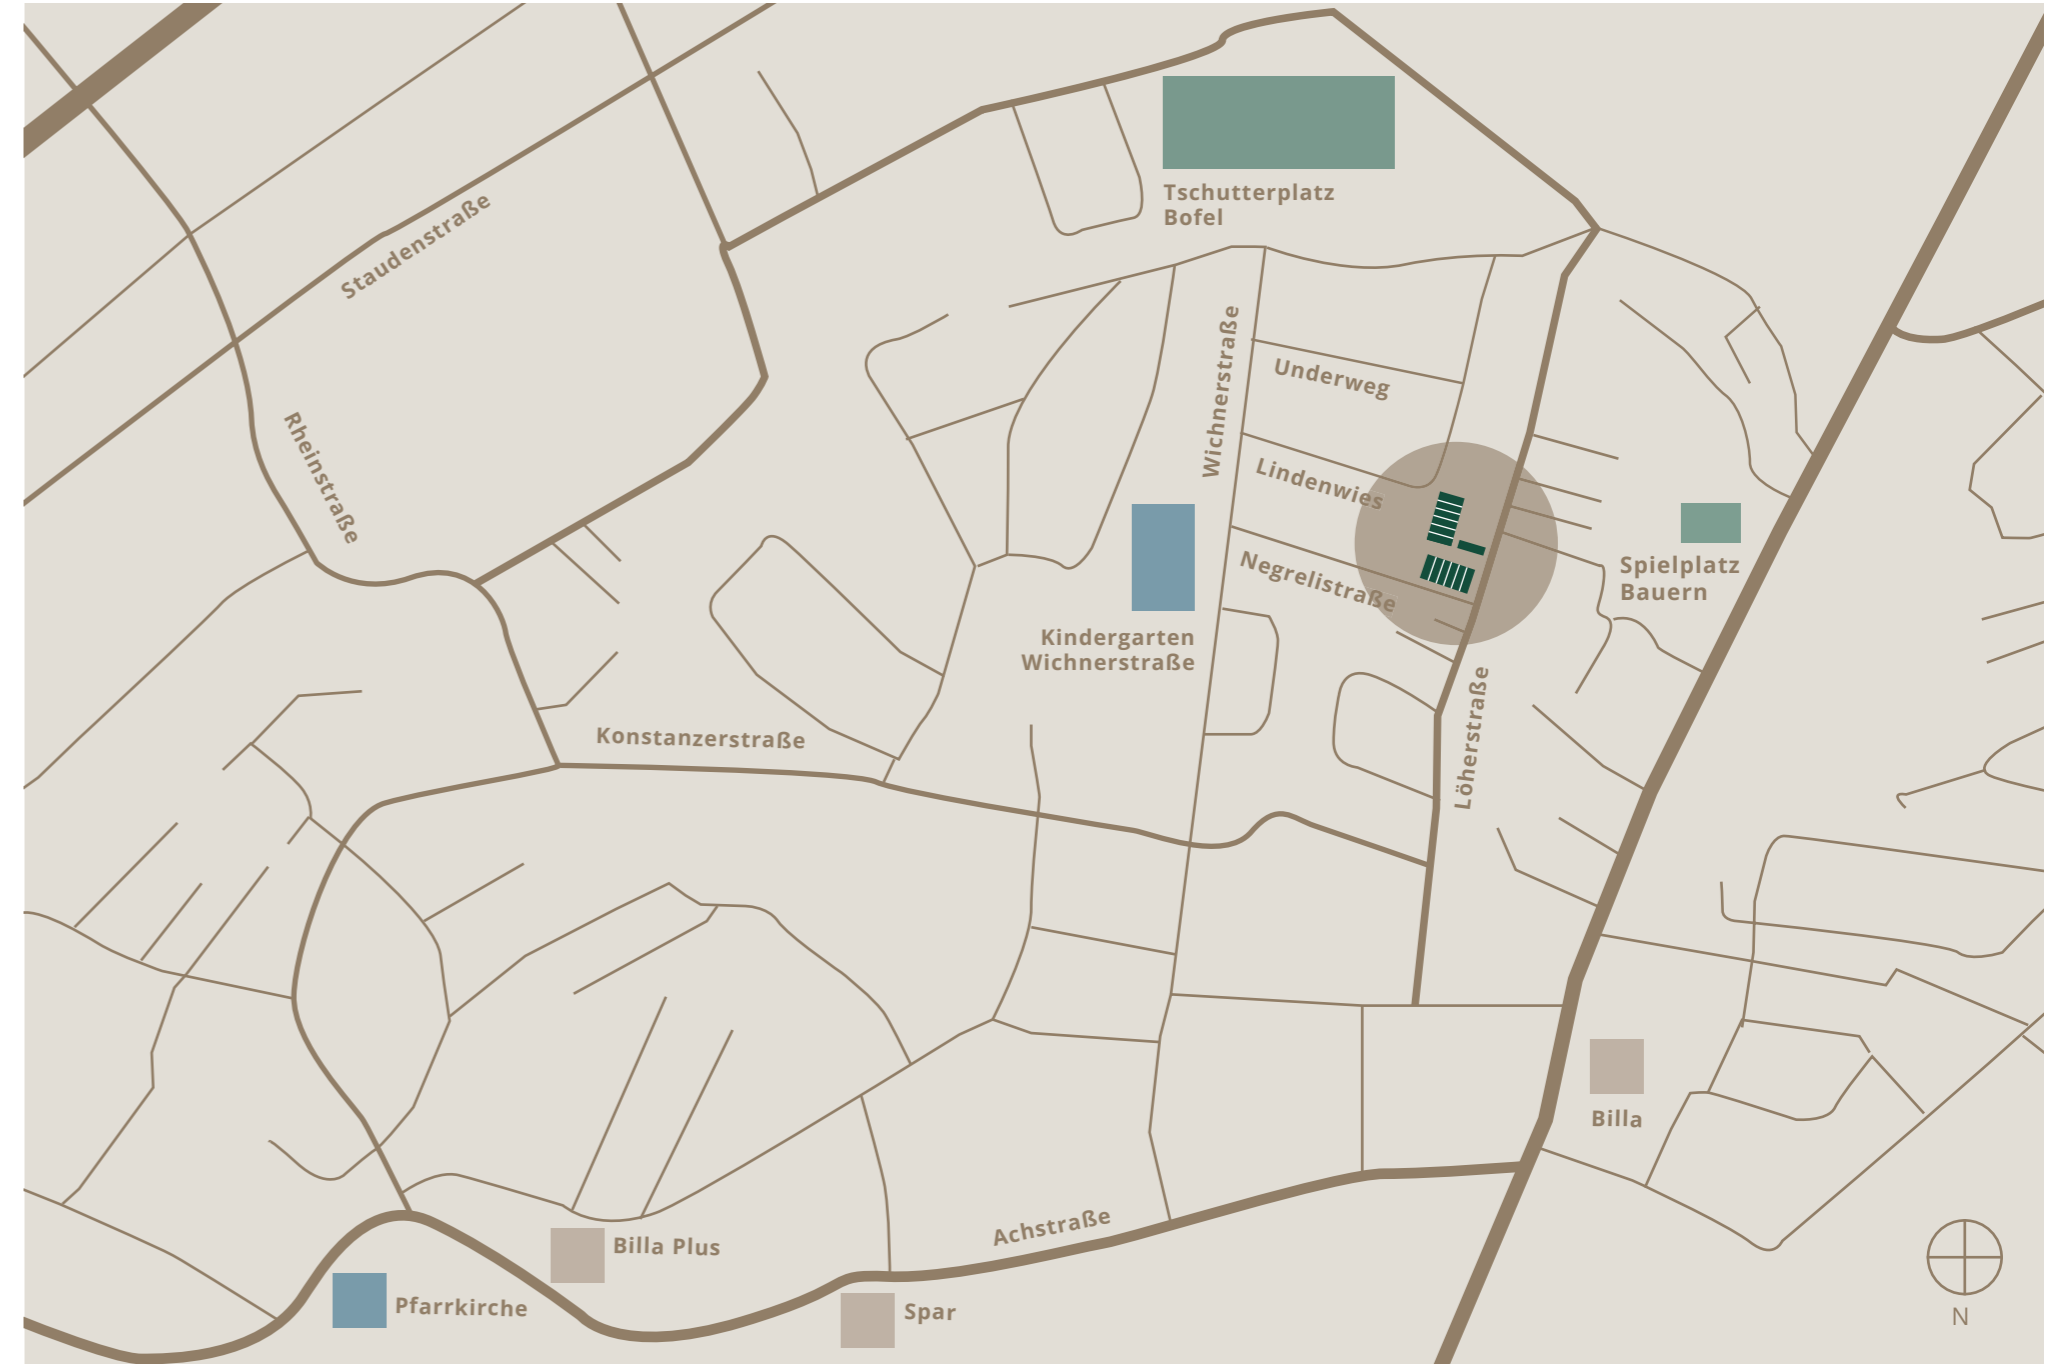 Tschutterplatz
Bofel
Staudenstraße
Wichnerstraße
Underweg
Rheinstraße
Lindenwies
Negrelistraße
Spielplatz
Bauern
Kindergarten
Wichnerstraße
Löherstraße
Konstanzerstraße
Billa
Achstraße
Billa Plus
Pfarrkirche
Spar
N